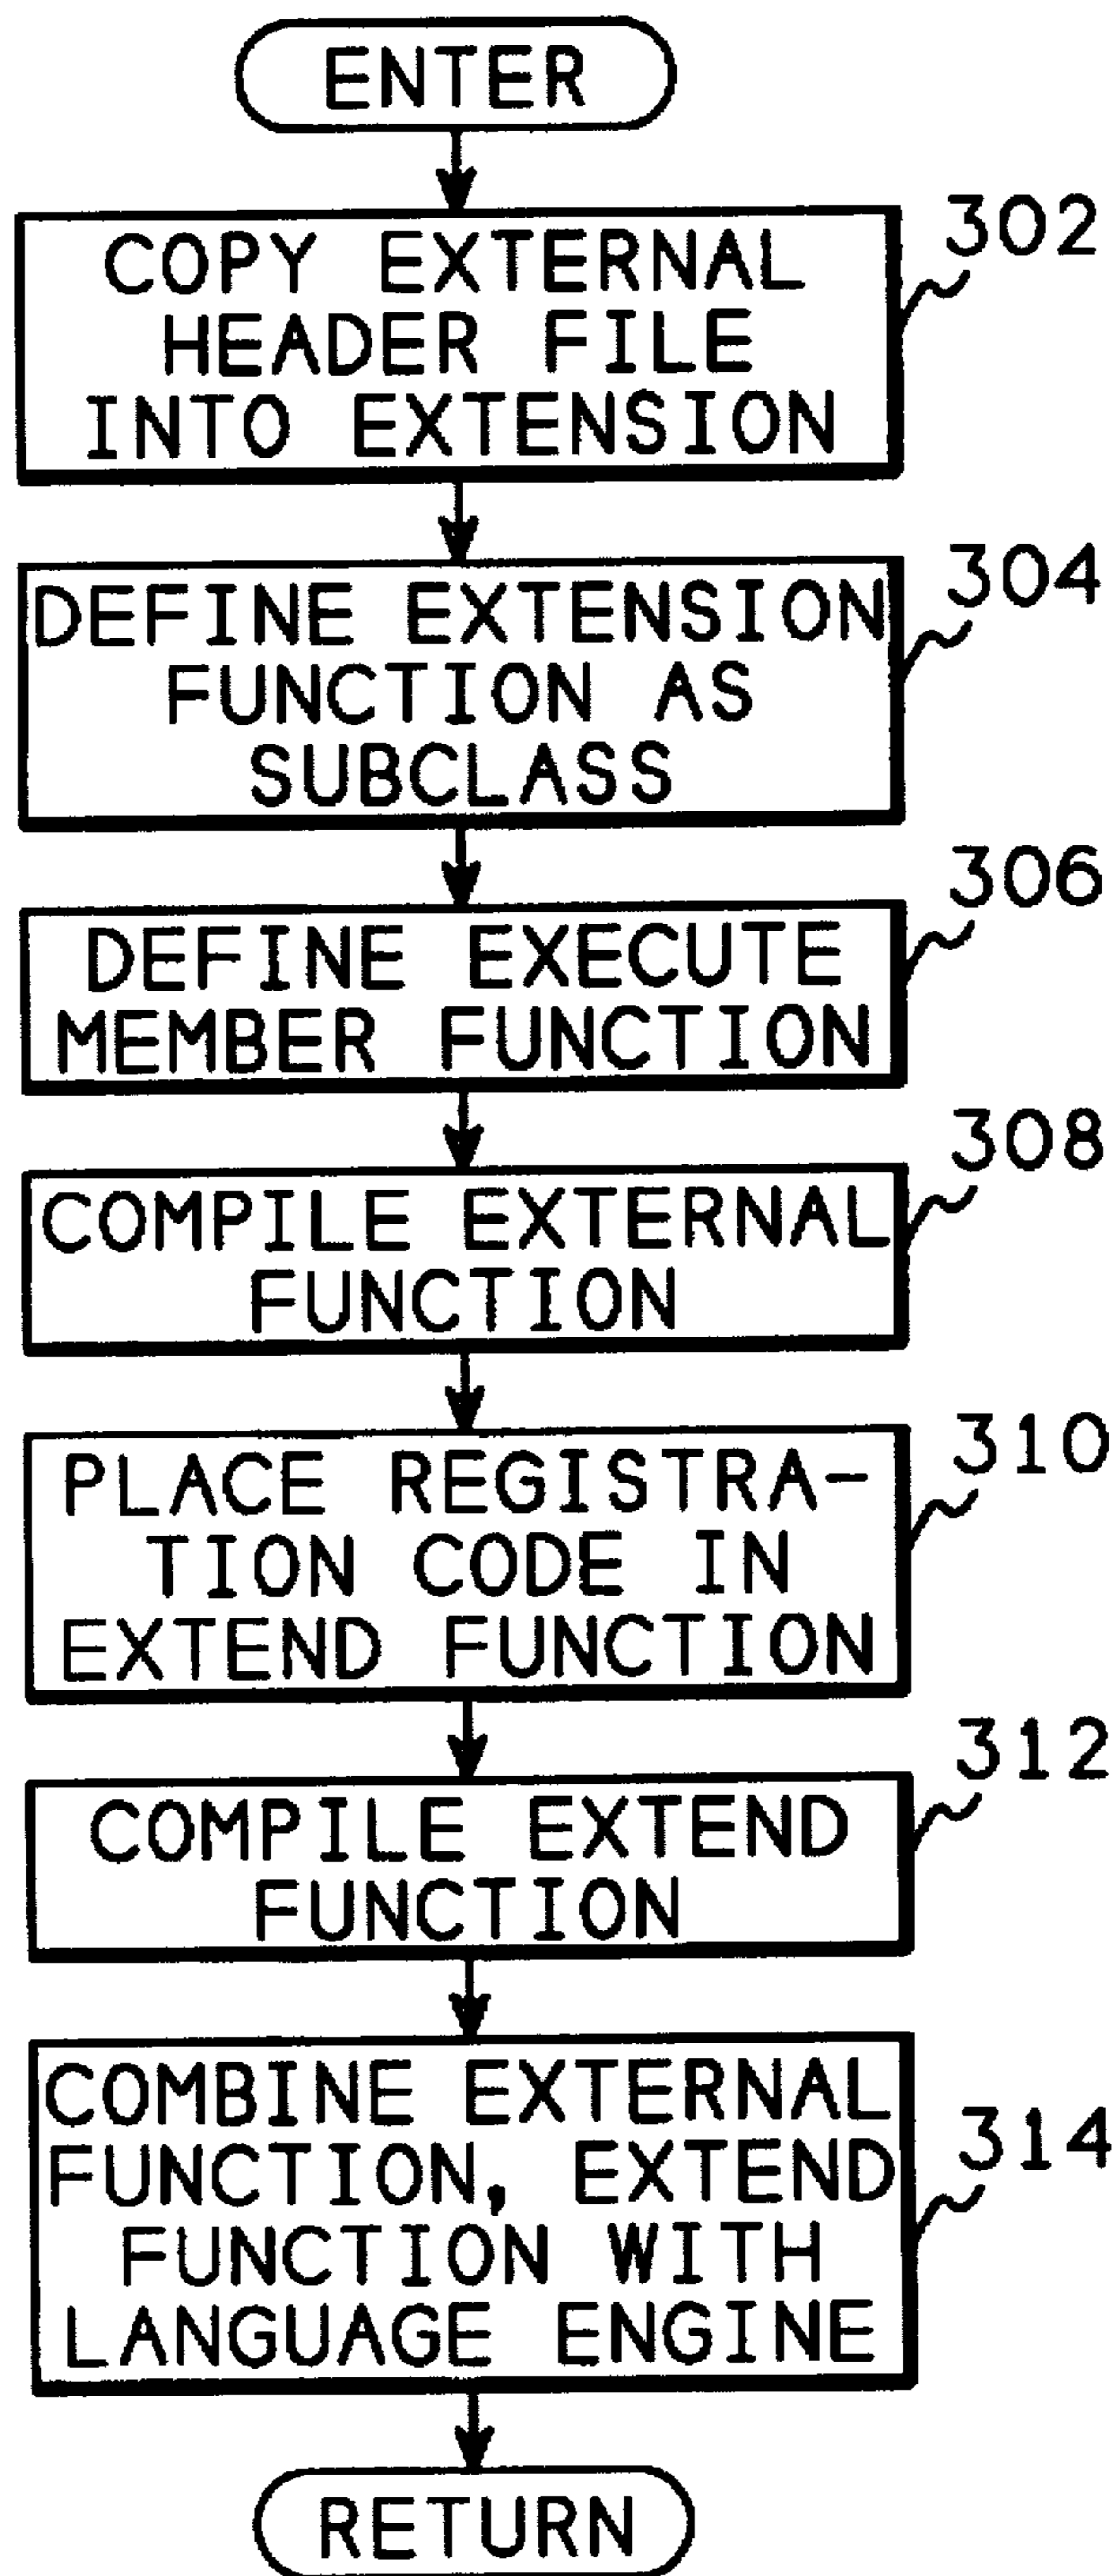 ENTER
302
COPY EXTERNAL
HEADER FILE
INTO EXTENSION
304
DEFINE EXTENSION
FUNCTION AS
SUBCLASS
306
DEFINE EXECUTE
MEMBER FUNCTION
308
COMPILE EXTERNAL
FUNCTION
310
PLACE REGISTRA-
TION CODE IN
EXTEND FUNCTION
312
COMPILE EXTEND
FUNCTION
314
COMBINE EXTERNAL
FUNCTION, EXTEND
FUNCTION WITH
LANGUAGE ENGINE
RETURN